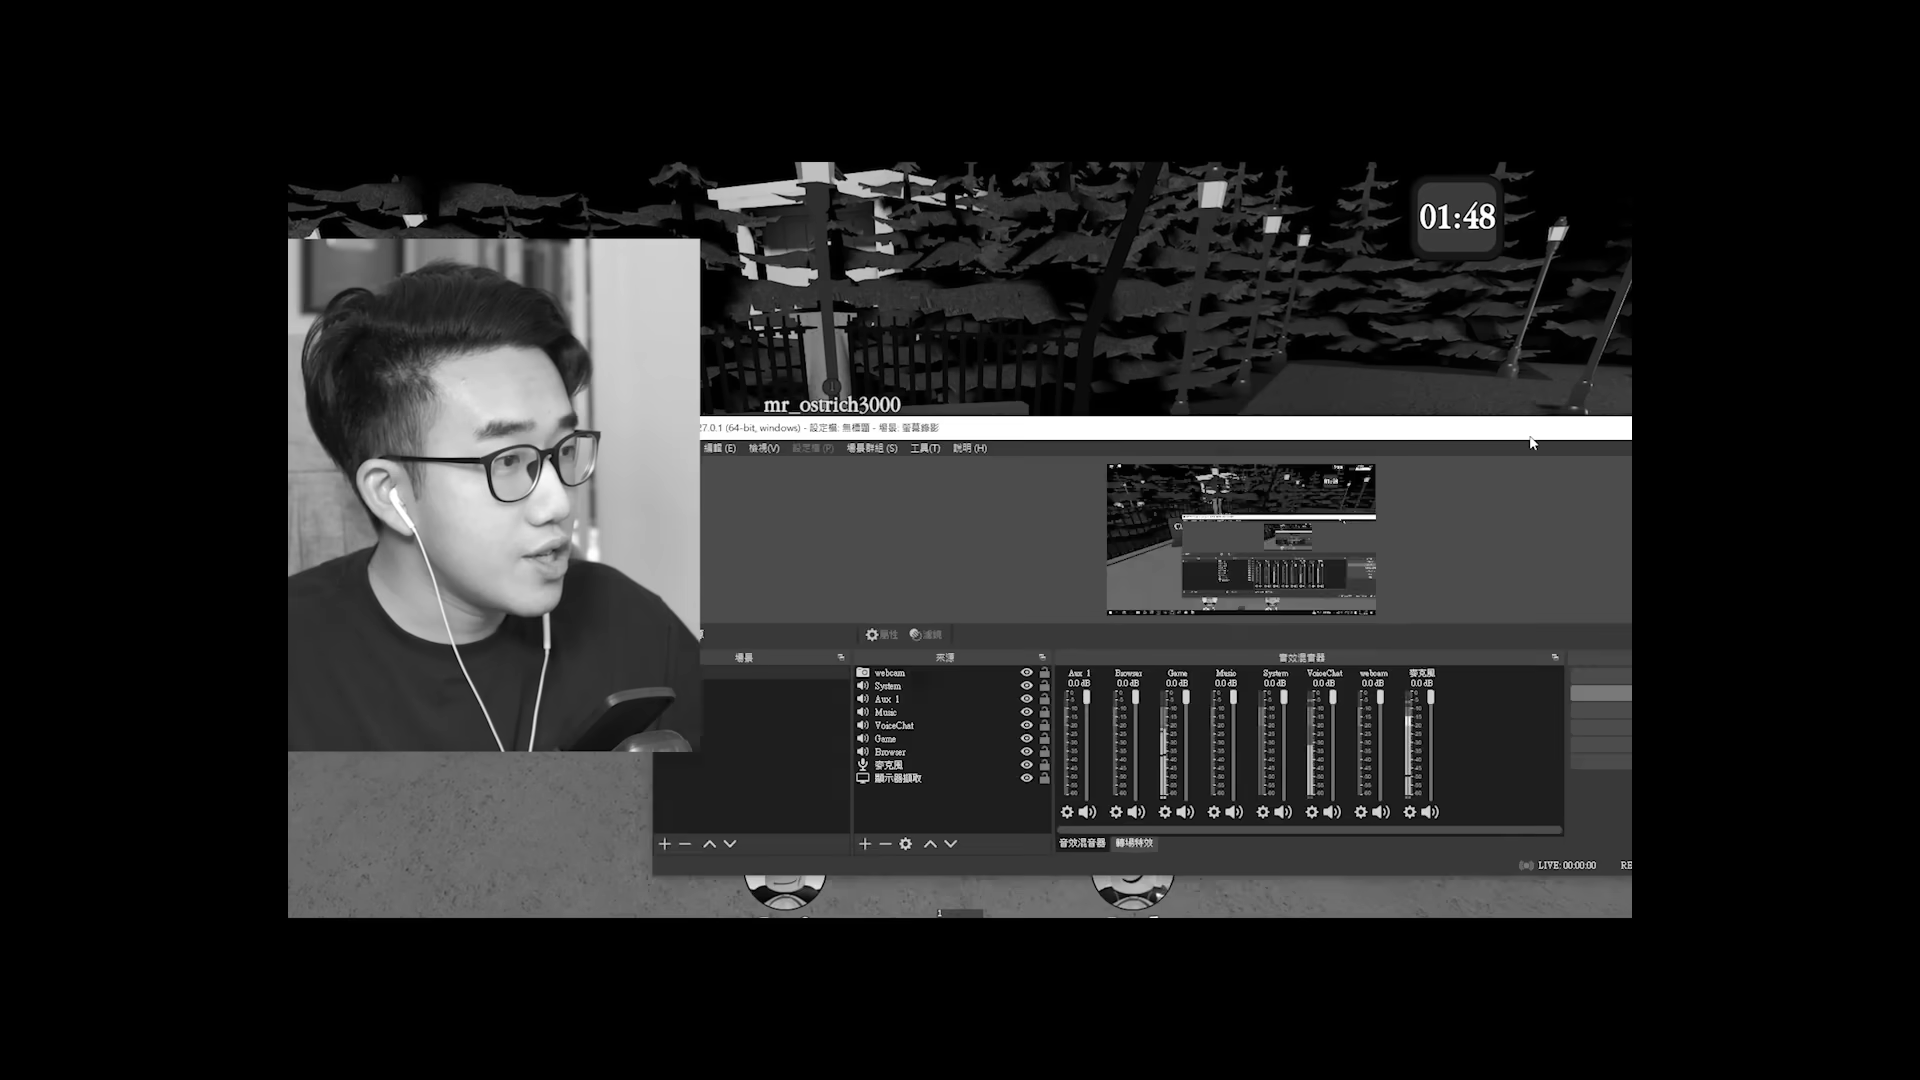 01:48
mr_ostrich3000
27.0.1 (64-bit, windows) - 設定檔: 無標題 - 場景: 螢幕錄影
編輯 (E) 檢視(V) 設定檔 (P) 場景群組 (S) 工具(T) 說明 (H)
屬性 濾鏡
場景
來源
音效混音器
webcam
System
Aux 1
Music
VoiceChat
Game
Browser
麥克風
顯示器擷取
Aux 1 Browser Game Music System VoiceChat webcam 麥克風
0.0 dB 0.0 dB 0.0 dB 0.0 dB 0.0 dB 0.0 dB 0.0 dB 0.0 dB
音效混音器 轉場特效
LIVE: 00:00:00 RE
1